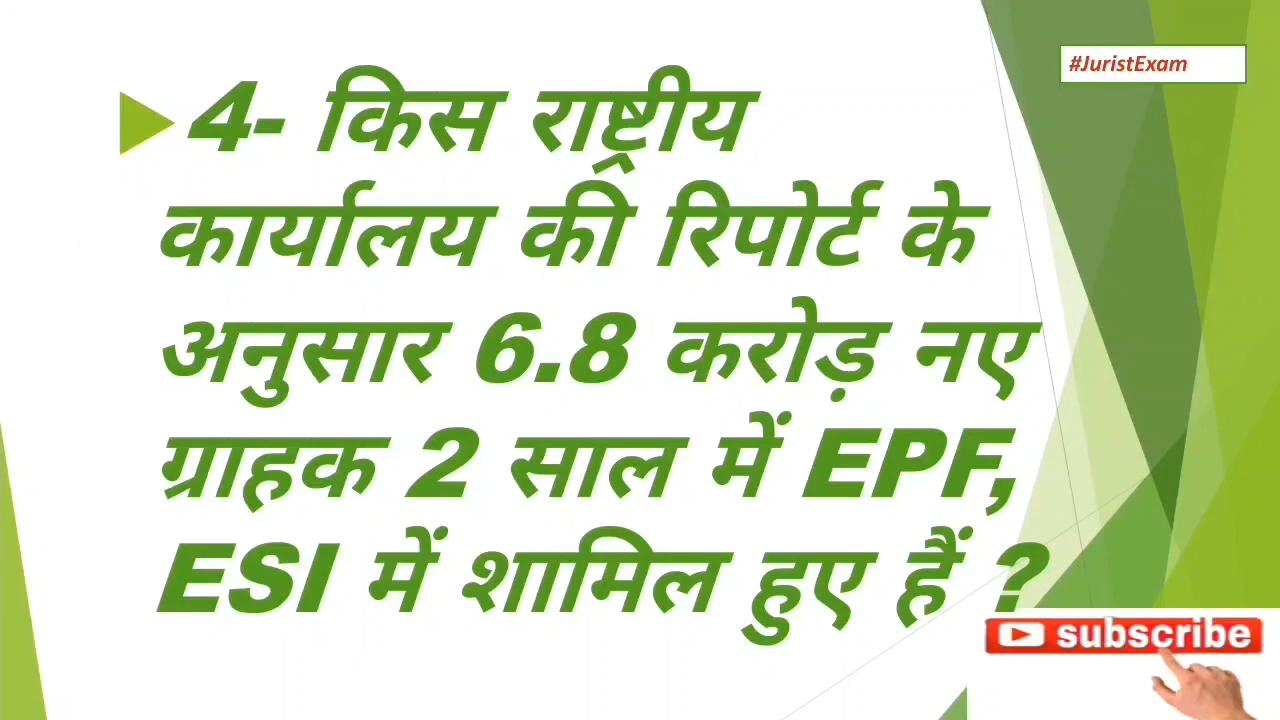 #JuristExam
4- किस राष्ट्रीय
कार्यालय की रिपोर्ट के
अनुसार 6.8 करोड़ नए
ग्राहक 2 साल में EPF,
ESI में शामिल हुए हैं ?
subscribe